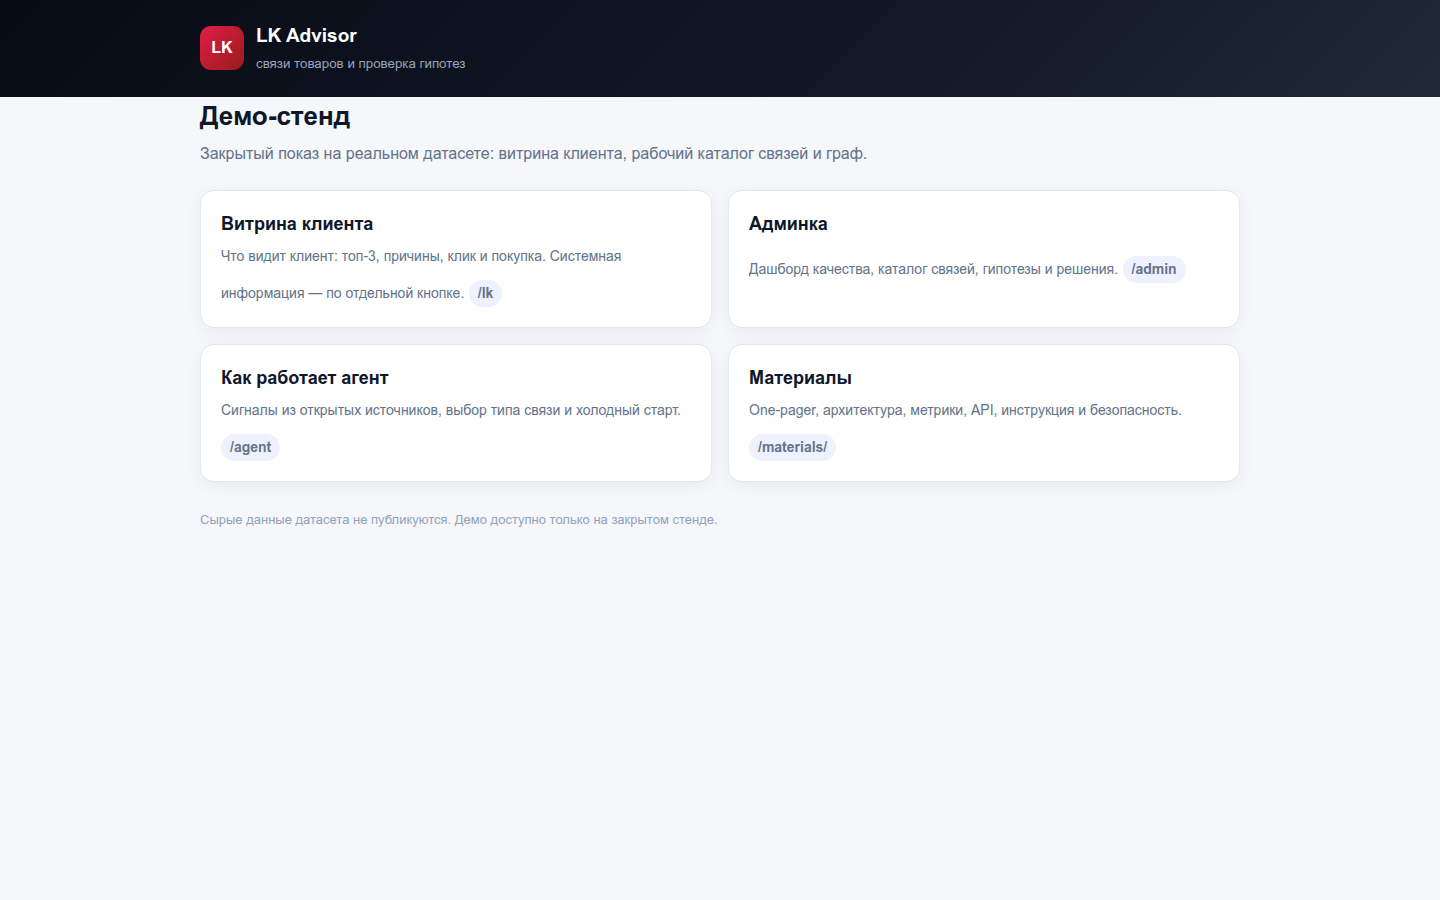 LK
LK Advisor
связи товаров и проверка гипотез
Демо-стенд
Закрытый показ на реальном датасете: витрина клиента, рабочий каталог связей и граф.
Витрина клиента
Что видит клиент: топ-3, причины, клик и покупка. Системная
информация — по отдельной кнопке. /lk
Админка
Дашборд качества, каталог связей, гипотезы и решения. /admin
Как работает агент
Сигналы из открытых источников, выбор типа связи и холодный старт.
/agent
Материалы
One-pager, архитектура, метрики, API, инструкция и безопасность.
/materials/
Сырые данные датасета не публикуются. Демо доступно только на закрытом стенде.